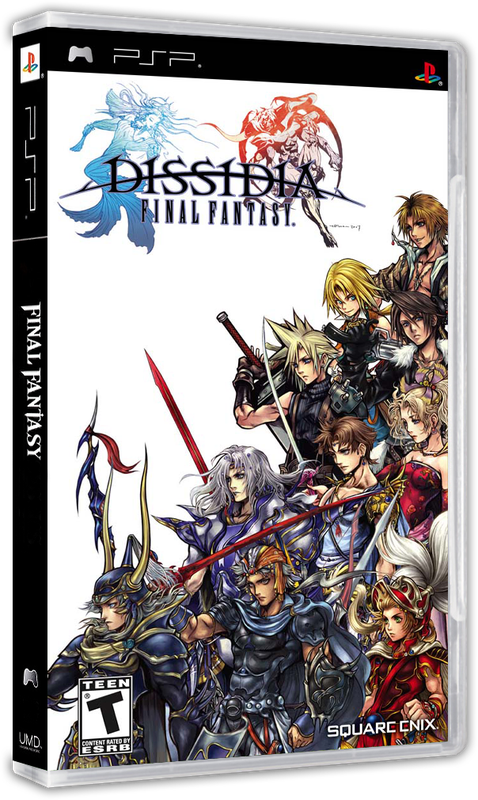 PSP
DISSIDIA
FINAL FANTASY®
PSP
FINAL FANTASY
TEEN
T
CONTENT RATED BY
ESRB
SQUARE ENIX
UMD